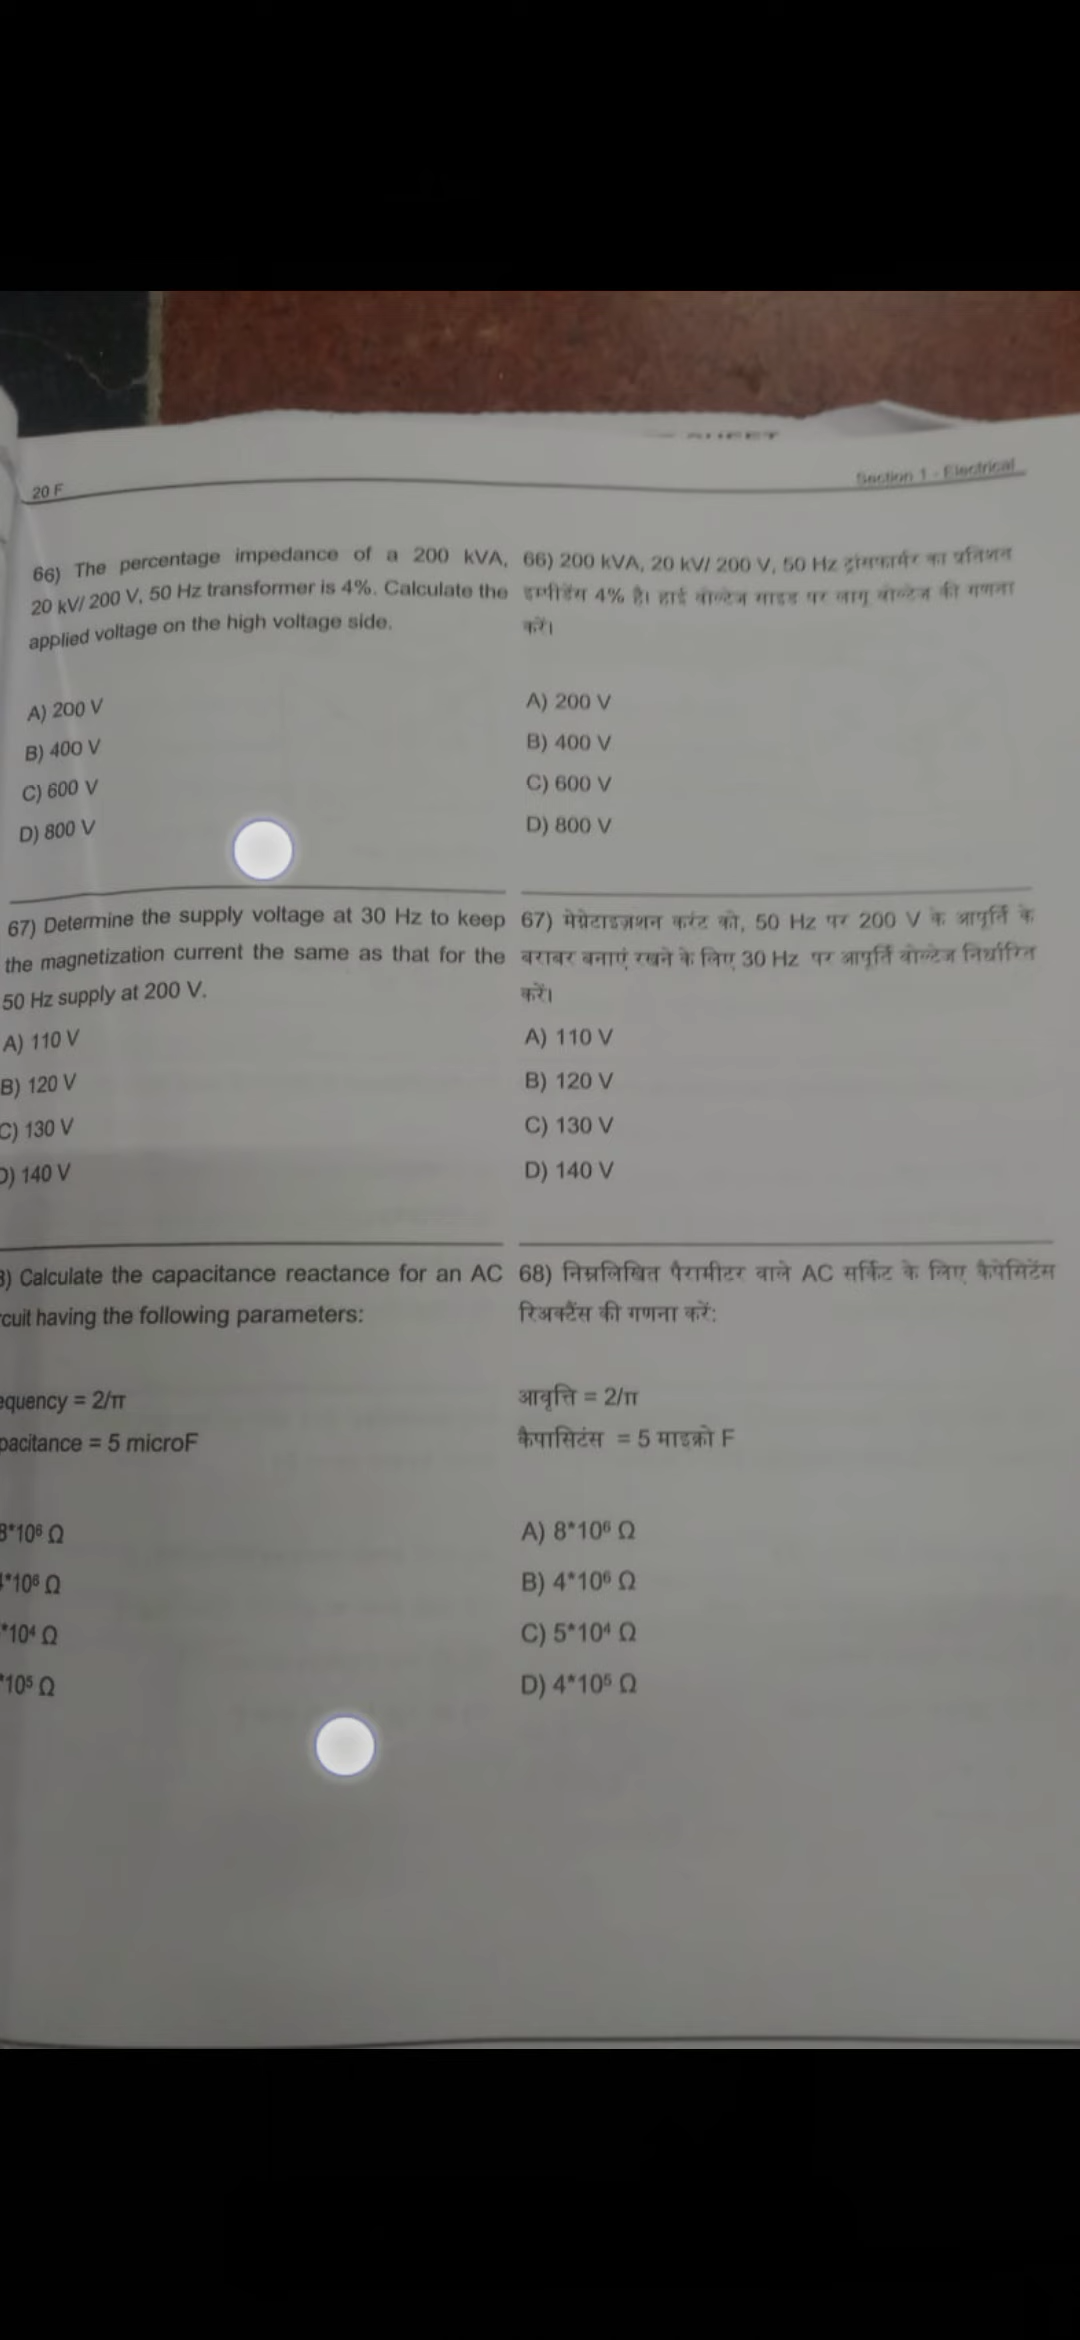 20 F
Section 1 - Electrical
66) The percentage impedance of a 200 kVA,
20 kV/ 200 V, 50 Hz transformer is 4%. Calculate the
applied voltage on the high voltage side.
A) 200 V
B) 400 V
C) 600 V
D) 800 V
66) 200 kVA, 20 kV/ 200 V, 50 Hz ट्रांसफार्मर का प्रतिशत
इम्पीडेंस 4% है। हाई वोल्टेज साइड पर लागू वोल्टेज की गणना
करें।
A) 200 V
B) 400 V
C) 600 V
D) 800 V
67) Determine the supply voltage at 30 Hz to keep
the magnetization current the same as that for the
50 Hz supply at 200 V.
A) 110 V
B) 120 V
C) 130 V
D) 140 V
67) मेग्नेटाइज़शन करंट को, 50 Hz पर 200 V के आपूर्ति के
बराबर बनाएं रखने के लिए 30 Hz पर आपूर्ति वोल्टेज निर्धारित
करें।
A) 110 V
B) 120 V
C) 130 V
D) 140 V
) Calculate the capacitance reactance for an AC
cuit having the following parameters:
equency = 2/π
pacitance = 5 microF
8*10⁶ Ω
*10⁶ Ω
*10⁴ Ω
*10⁵ Ω
68) निम्नलिखित पैरामीटर वाले AC सर्किट के लिए कैपेसिटेंस
रिअक्टैंस की गणना करें:
आवृत्ति = 2/π
कैपासिटंस = 5 माइक्रो F
A) 8*10⁶ Ω
B) 4*10⁶ Ω
C) 5*10⁴ Ω
D) 4*10⁵ Ω